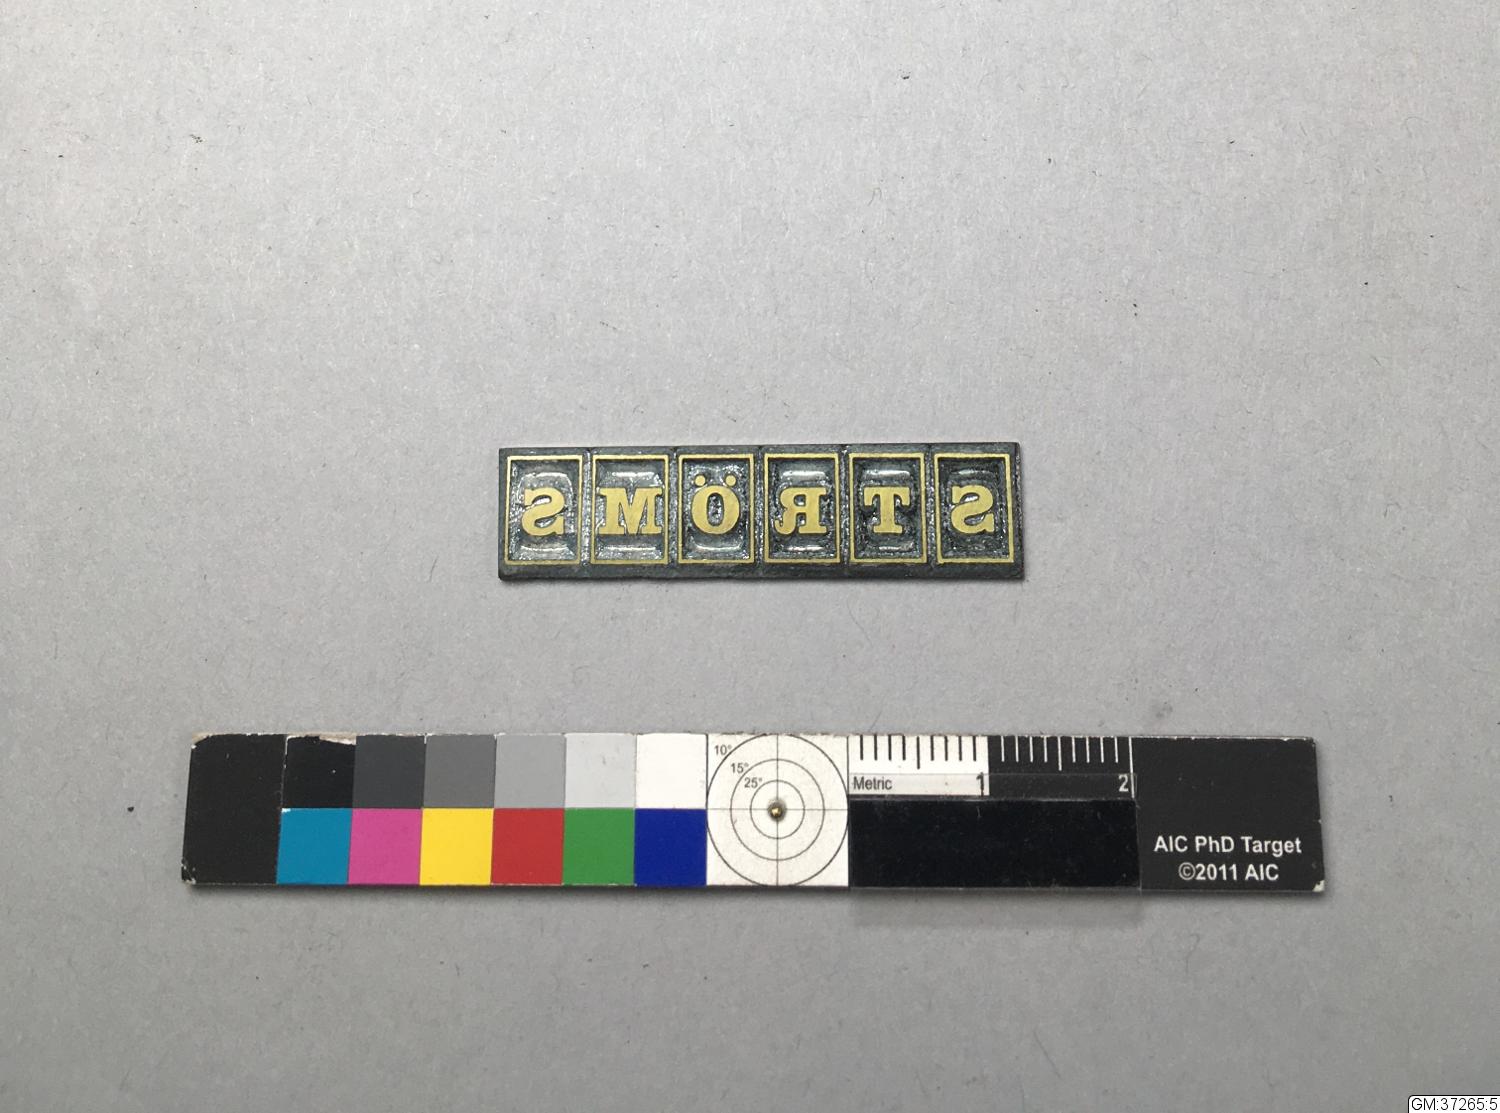 SMÖRTS
10°
15°
25°
Metric 1 2
AIC PhD Target
©2011 AIC
GM:37265:5